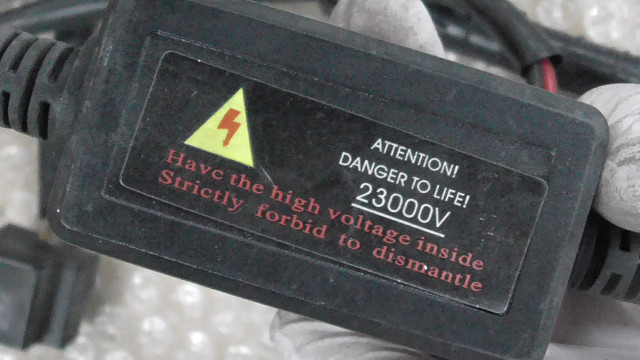 ATTENTION!
DANGER TO LIFE!
23000V
Have the high voltage inside
Strictly forbid to dismantle